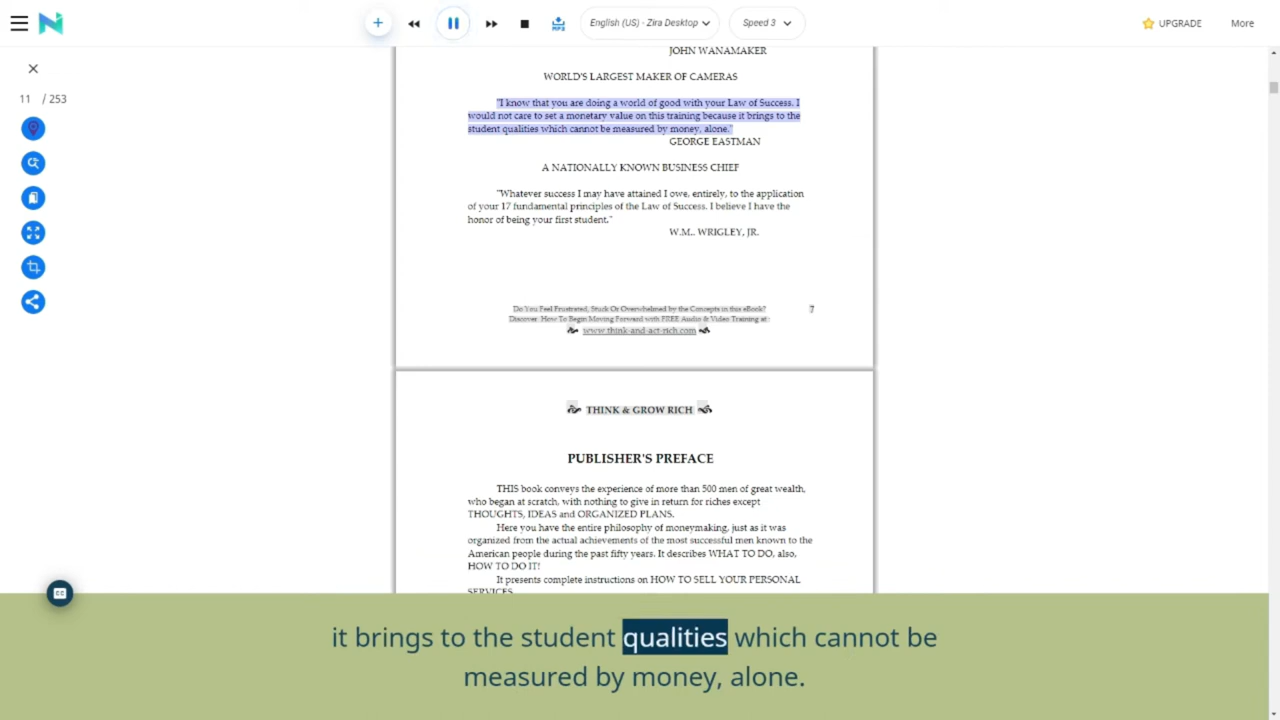 English (US) - Zira Desktop
Speed 3
UPGRADE
More
MP3
11 / 253
JOHN WANAMAKER
WORLD'S LARGEST MAKER OF CAMERAS
"I know that you are doing a world of good with your Law of Success. I
would not care to set a monetary value on this training because it brings to the
student qualities which cannot be measured by money, alone."
GEORGE EASTMAN
A NATIONALLY KNOWN BUSINESS CHIEF
"Whatever success I may have attained I owe, entirely, to the application
of your 17 fundamental principles of the Law of Success. I believe I have the
honor of being your first student."
W.M.. WRIGLEY, JR.
Do You Feel Frustrated, Stuck Or Overwhelmed by the Concepts in this eBook?
7
Discover: How To Begin Moving Forward with FREE Audio & Video Training at:
www.think-and-act-rich.com
THINK & GROW RICH
PUBLISHER'S PREFACE
THIS book conveys the experience of more than 500 men of great wealth,
who began at scratch, with nothing to give in return for riches except
THOUGHTS, IDEAS and ORGANIZED PLANS.
Here you have the entire philosophy of moneymaking, just as it was
organized from the actual achievements of the most successful men known to the
American people during the past fifty years. It describes WHAT TO DO, also,
HOW TO DO IT!
It presents complete instructions on HOW TO SELL YOUR PERSONAL
SERVICES.
CC
it brings to the student qualities which cannot be
measured by money, alone.